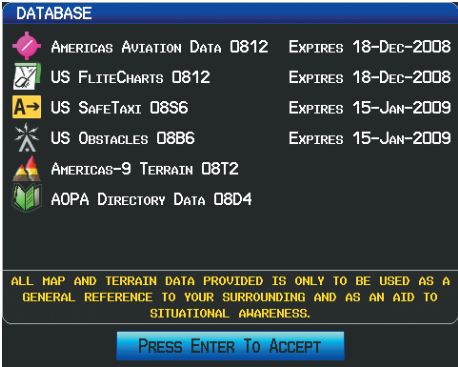 DATABASE
AMERICAS AVIATION DATA 0812 EXPIRES 18-DEC-2008
US FLITECHARTS 0812 EXPIRES 18-DEC-2008
A→ US SAFETAXI 08S6 EXPIRES 15-JAN-2009
US OBSTACLES 08B6 EXPIRES 15-JAN-2009
AMERICAS-9 TERRAIN 08T2
AOPA DIRECTORY DATA 08D4
ALL MAP AND TERRAIN DATA PROVIDED IS ONLY TO BE USED AS A
GENERAL REFERENCE TO YOUR SURROUNDING AND AS AN AID TO
SITUATIONAL AWARENESS.
PRESS ENTER TO ACCEPT